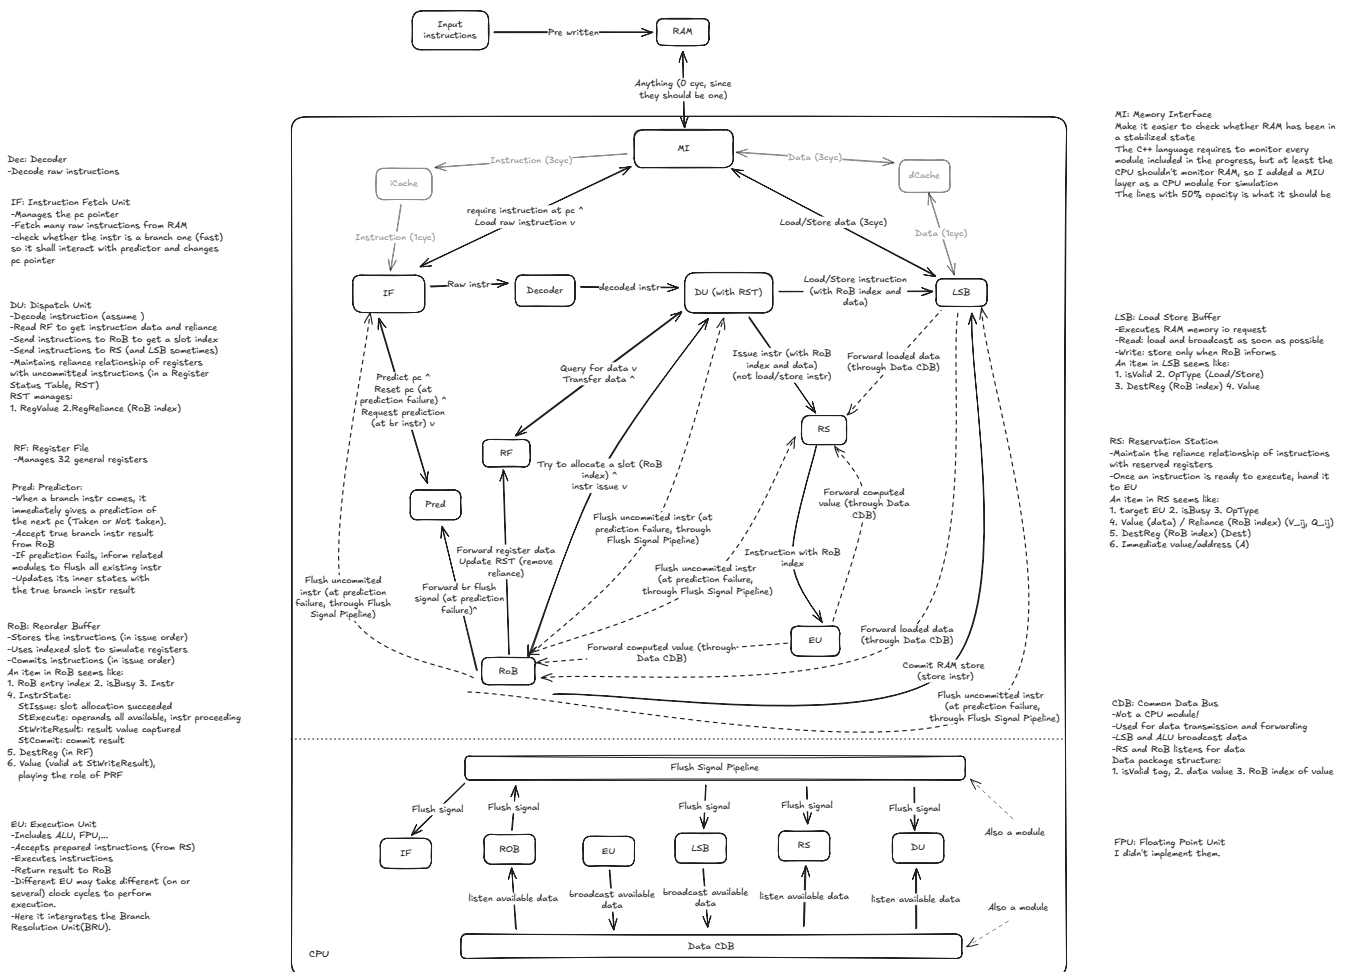 Input
instructions
Pre written
RAM
Anything (0 cyc, since
they should be one)
MI
Instruction (3cyc)
Data (3cyc)
iCache
dCache
require instruction at pc ^
Load raw instruction v
Load/Store data (3cyc)
Instruction (1cyc)
Data (1cyc)
IF
Raw instr
Decoder
decoded instr
DU (with RST)
Load/Store instruction
(with RoB index and
data)
LSB
Predict pc ^
Reset pc (at
prediction failure) ^
Request prediction
(at br instr) v
Query for data v
Transfer data ^
Issue instr (with RoB
index and data)
(not load/store instr)
Forward loaded data
(through Data CDB)
RS
RF
Pred
Try to allocate a slot (RoB
index) ^
instr issue v
Flush uncommited instr (at
prediction failure, through
Flush Signal Pipeline)
Forward computed
value (through Data
CDB)
Forward register data
Update RST (remove
reliance)
Instruction with RoB
index
Flush uncommited instr
(at prediction failure,
through Flush Signal Pipeline)
Flush uncommited
instr (at prediction
failure, through Flush
Signal Pipeline)
Forward br flush
signal (at prediction
failure)^
EU
Forward loaded data
(through Data CDB)
Forward computed value (through
Data CDB)
RoB
Commit RAM store
(store instr)
Flush uncommitted instr
(at prediction failure,
through Flush Signal Pipeline)
Flush Signal Pipeline
Flush signal
Flush signal
Flush signal
Flush signal
Flush signal
Also a module
IF
ROB
EU
LSB
RS
DU
listen available data
broadcast available
data
broadcast available
data
listen available data
listen available data
Also a module
Data CDB
CPU
Dec: Decoder
-Decode raw instructions
IF: Instruction Fetch Unit
-Manages the pc pointer
-Fetch many raw instructions from RAM
-check whether the instr is a branch one (fast)
so it shall interact with predictor and changes
pc pointer
DU: Dispatch Unit
-Decode instruction (assume )
-Read RF to get instruction data and reliance
-Send instructions to RoB to get a slot index
-Send instructions to RS (and LSB sometimes)
-Maintains reliance relationship of registers
with uncommitted instructions (in a Register
Status Table, RST)
RST manages:
1. RegValue 2.RegReliance (RoB index)
RF: Register File
-Manages 32 general registers
Pred: Predictor:
-When a branch instr comes, it
immediately gives a prediction of
the next pc (Taken or Not taken).
-Accept true branch instr result
from RoB
-If prediction fails, inform related
modules to flush all existing instr
-Updates its inner states with
the true branch instr result
RoB: Reorder Buffer
-Stores the instructions (in issue order)
-Uses indexed slot to simulate registers
-Commits instructions (in issue order)
An item in RoB seems like:
1. RoB entry index 2. isBusy 3. Instr
4. InstrState:
StIssue: slot allocation succeeded
StExecute: operands all available, instr proceeding
StWriteResult: result value captured
StCommit: commit result
5. DestReg (in RF)
6. Value (valid at StWriteResult),
playing the role of PRF
EU: Execution Unit
-Includes ALU, FPU,...
-Accepts prepared instructions (from RS)
-Executes instructions
-Return result to RoB
-Different EU may take different (on or
several) clock cycles to perform
execution.
-Here it intergrates the Branch
Resolution Unit(BRU).
MI: Memory Interface
Make it easier to check whether RAM has been in
a stabilized state
The C++ language requires to monitor every
module included in the progress, but at least the
CPU shouldn't monitor RAM, so I added a MIU
layer as a CPU module for simulation
The lines with 50% opacity is what it should be
LSB: Load Store Buffer
-Executes RAM memory io request
-Read: load and broadcast as soon as possible
-Write: store only when RoB informs
An item in LSB seems like:
1. isValid 2. OpType (Load/Store)
3. DestReg (RoB index) 4. Value
RS: Reservation Station
-Maintain the reliance relationship of instructions
with reserved registers
-Once an instruction is ready to execute, hand it
to EU
An item in RS seems like:
1. target EU 2. isBusy 3. OpType
4. Value (data) / Reliance (RoB index) (V_ij, Q_ij)
5. DestReg (RoB index) (Dest)
6. Immediate value/address (A)
CDB: Common Data Bus
-Not a CPU module!
-Used for data transmission and forwarding
-LSB and ALU broadcast data
-RS and RoB listens for data
Data package structure:
1. isValid tag, 2. data value 3. RoB index of value
FPU: Floating Point Unit
I didn't implement them.